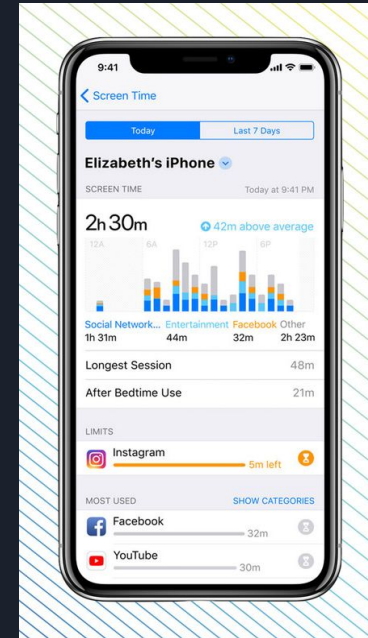 9:41
Screen Time
Today Last 7 Days
Elizabeth's iPhone
SCREEN TIME Today at 9:41 PM
2h 30m 42m above average
12A 6A 12P 6P
Social Network... Entertainment Facebook Other
1h 31m 44m 32m 2h 23m
Longest Session 48m
After Bedtime Use 21m
LIMITS
Instagram
5m left
MOST USED SHOW CATEGORIES
Facebook
32m
YouTube
30m